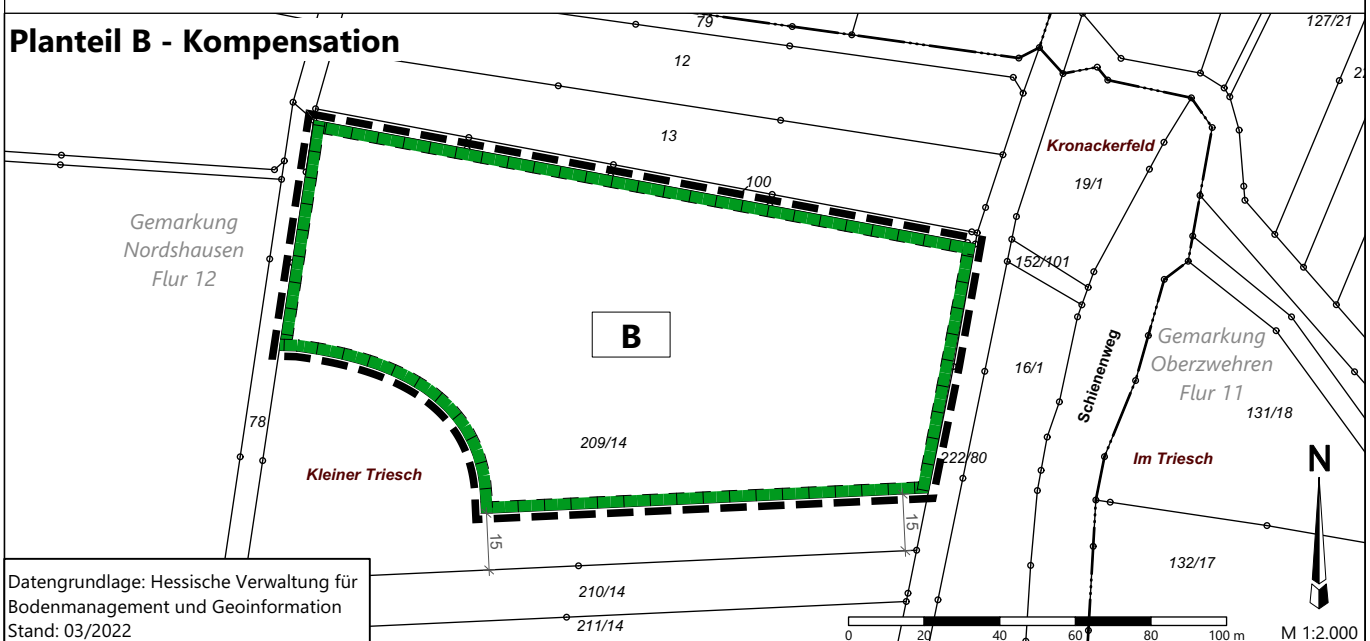 Planteil B - Kompensation
79
127/21
12
13
Kronackerfeld
100
19/1
Gemarkung
Nordshausen
Flur 12
152/101
B
Gemarkung
Oberzwehren
Flur 11
16/1
Schienenweg
131/18
78
209/14
222/80
Kleiner Triesch
Im Triesch
N
15
15
132/17
210/14
211/14
Datengrundlage: Hessische Verwaltung für
Bodenmanagement und Geoinformation
Stand: 03/2022
0 20 40 60 80 100 m
M 1:2.000